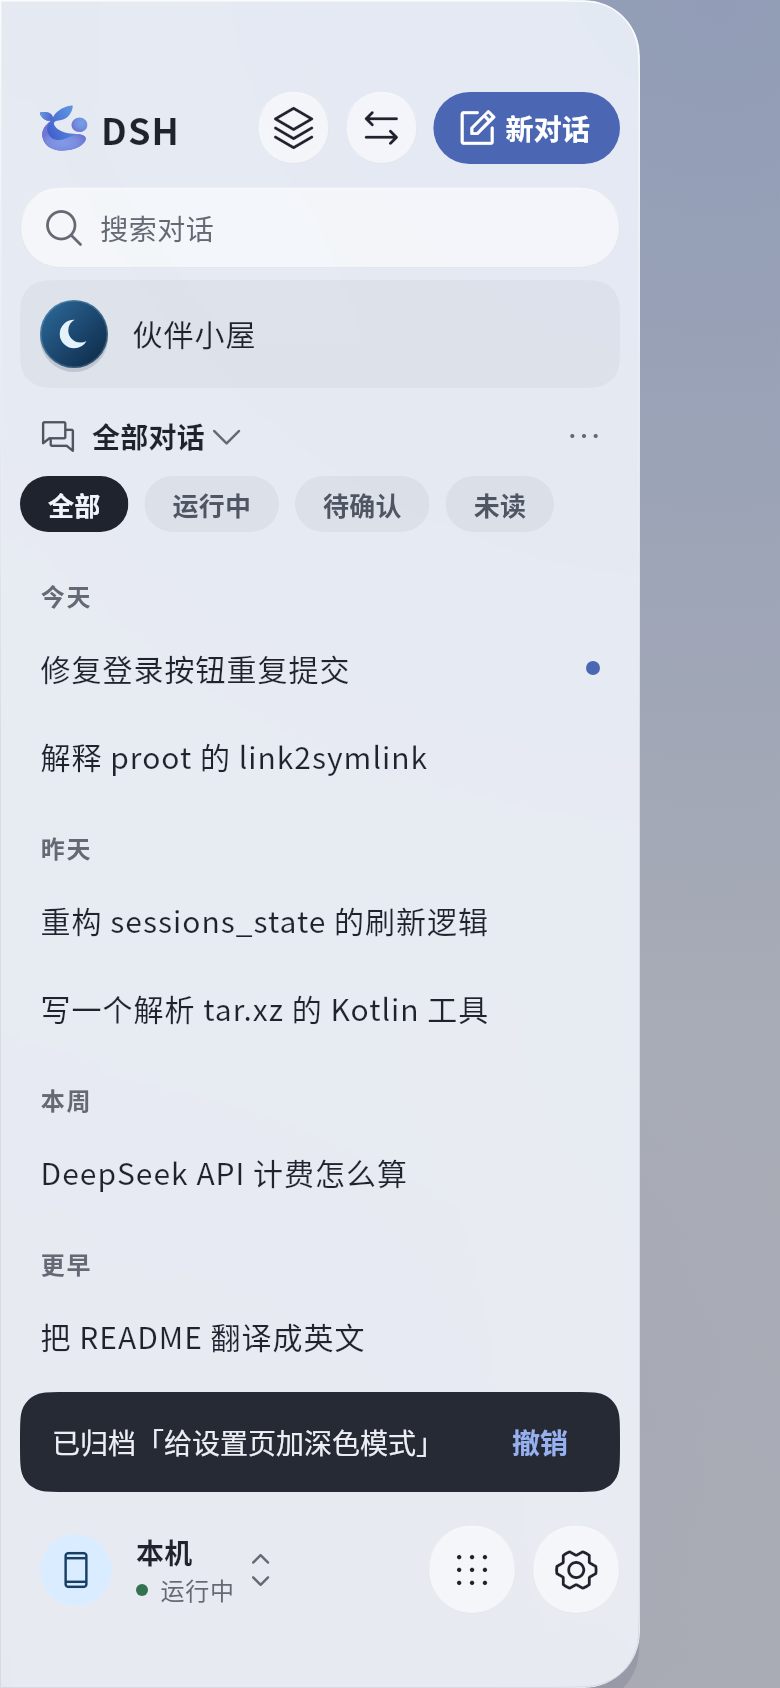 DSH
新对话
搜索对话
伙伴小屋
全部对话
全部 运行中 待确认 未读
今天
修复登录按钮重复提交
解释 proot 的 link2symlink
昨天
重构 sessions_state 的刷新逻辑
写一个解析 tar.xz 的 Kotlin 工具
本周
DeepSeek API 计费怎么算
更早
把 README 翻译成英文
已归档「给设置页加深色模式」 撤销
本机
运行中